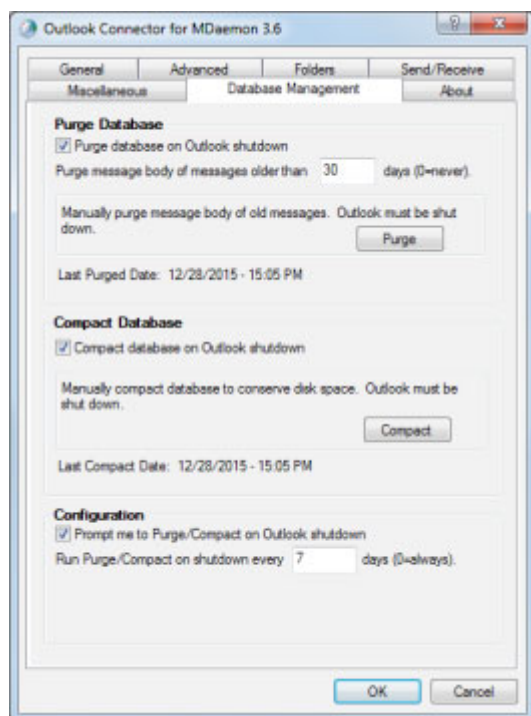 Outlook Connector for MDaemon 3.6
General Advanced Folders Send/Receive
Miscellaneous Database Management About
Purge Database
Purge database on Outlook shutdown
Purge message body of messages older than 30 days (0=never).
Manually purge message body of old messages. Outlook must be shut
down.
Purge
Last Purged Date: 12/28/2015 - 15:05 PM
Compact Database
Compact database on Outlook shutdown
Manually compact database to conserve disk space. Outlook must be
shut down.
Compact
Last Compact Date: 12/28/2015 - 15:05 PM
Configuration
Prompt me to Purge/Compact on Outlook shutdown
Run Purge/Compact on shutdown every 7 days (0=always).
OK Cancel